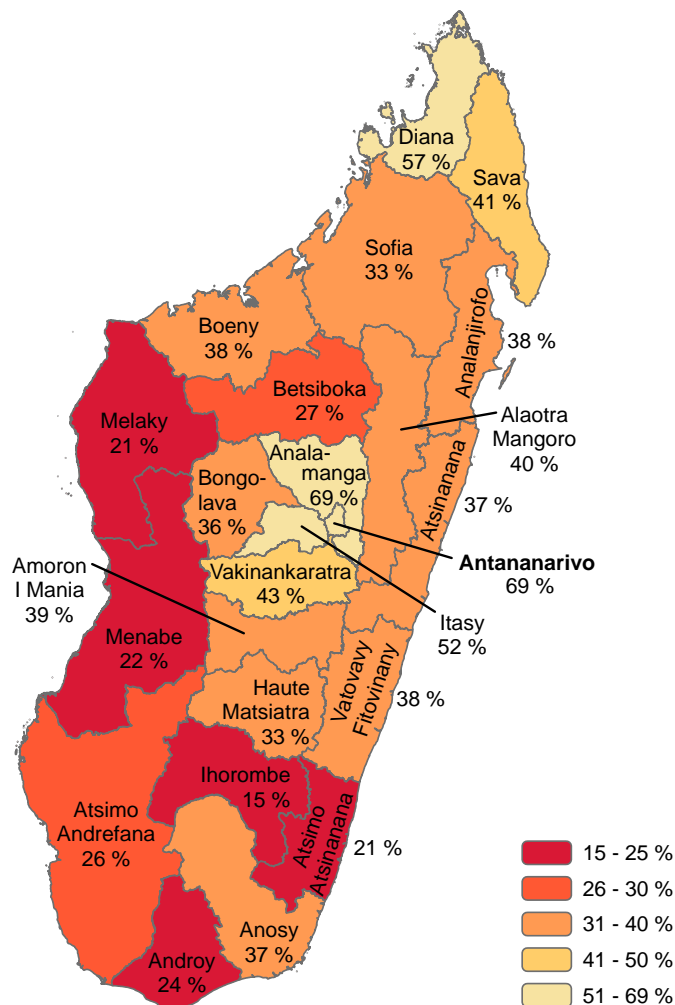 Diana
57 %
Sava
41 %
Sofia
33 %
Analanjirofo
38 %
Boeny
38 %
Betsiboka
27 %
Melaky
21 %
Alaotra
Mangoro
40 %
Anala-
manga
69 %
Bongo-
lava
36 %
Atsinanana
37 %
Antananarivo
69 %
Amoron
I Mania
39 %
Vakinankaratra
43 %
Itasy
52 %
Menabe
22 %
Haute
Matsiatra
33 %
Vatovavy
Fitovinany
38 %
Ihorombe
15 %
Atsimo
Andrefana
26 %
Atsimo
Atsinanana
21 %
Anosy
37 %
Androy
24 %
15 - 25 %
26 - 30 %
31 - 40 %
41 - 50 %
51 - 69 %